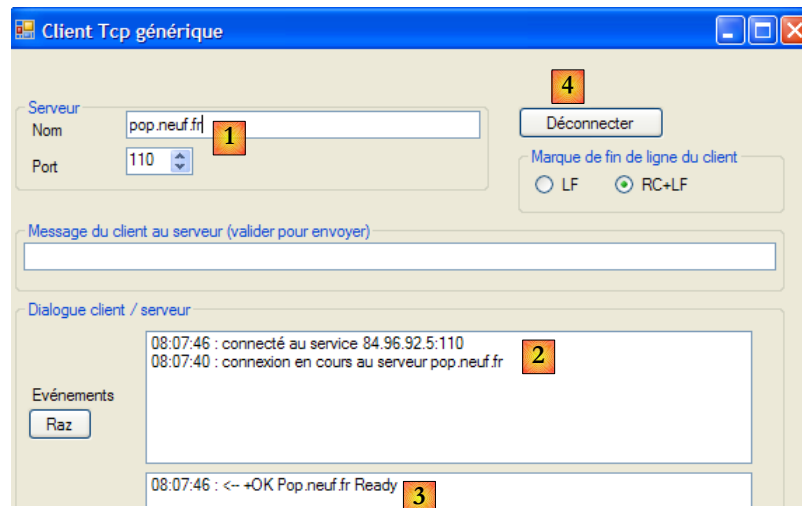 Client Tcp générique
4
Serveur
Nom
pop.neuf.fr
1
Déconnecter
Port
110
Marque de fin de ligne du client
LF
RC+LF
Message du client au serveur (valider pour envoyer)
Dialogue client / serveur
08:07:46 : connecté au service 84.96.92.5:110
08:07:40 : connexion en cours au serveur pop.neuf.fr
2
Evénements
Raz
08:07:46 : <-- +OK Pop.neuf.fr Ready
3